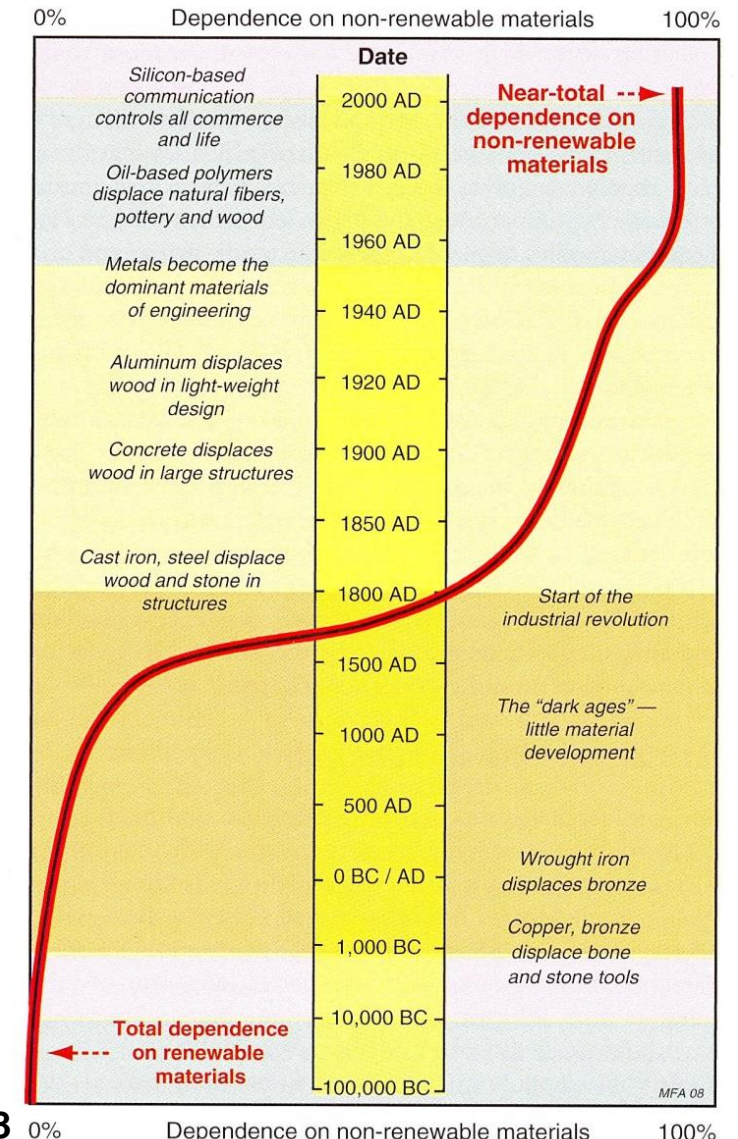 0% Dependence on non-renewable materials 100%
Date
Silicon-based
communication
controls all commerce
and life
Oil-based polymers
displace natural fibers,
pottery and wood
Metals become the
dominant materials
of engineering
Aluminum displaces
wood in light-weight
design
Concrete displaces
wood in large structures
Cast iron, steel displace
wood and stone in
structures
Total dependence
on renewable
materials
2000 AD
1980 AD
1960 AD
1940 AD
1920 AD
1900 AD
1850 AD
1800 AD
1500 AD
1000 AD
500 AD
0 BC / AD
1,000 BC
10,000 BC
100,000 BC
Near-total
dependence on
non-renewable
materials
Start of the
industrial revolution
The “dark ages” —
little material
development
Wrought iron
displaces bronze
Copper, bronze
displace bone
and stone tools
MFA 08
3 0% Dependence on non-renewable materials 100%